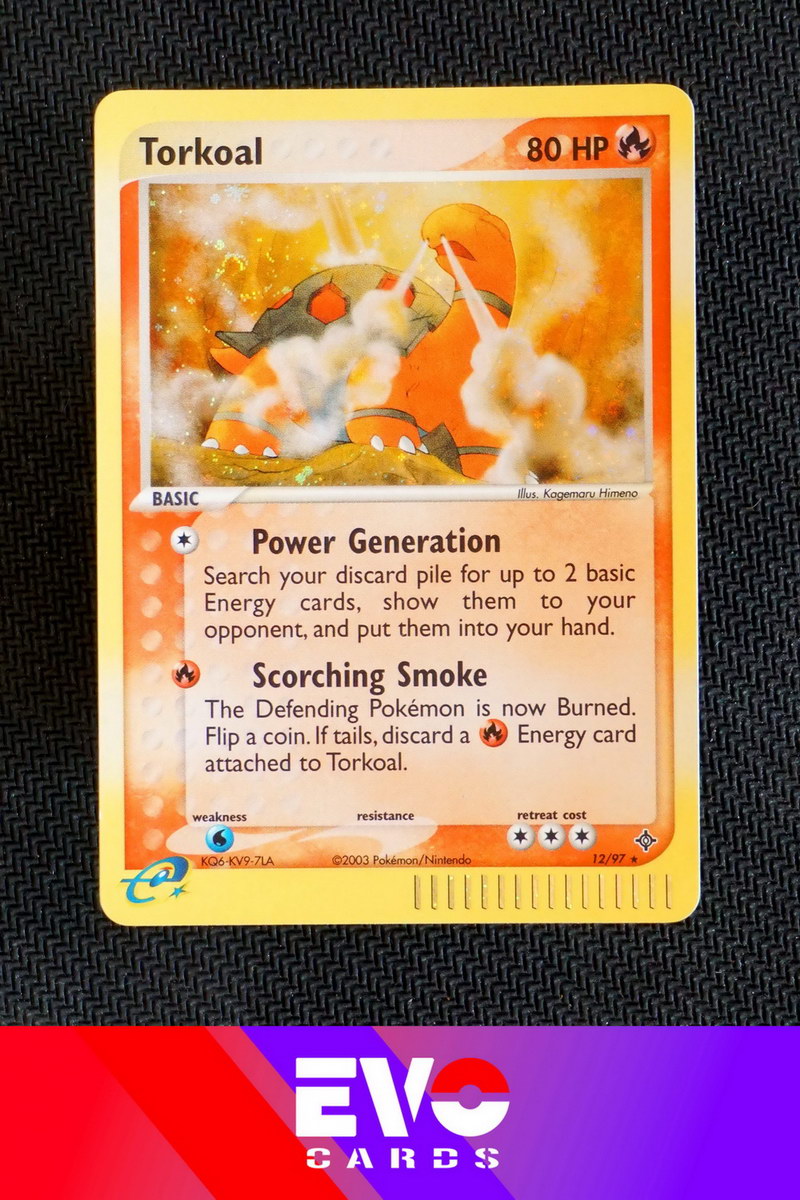 Torkoal 80 HP
BASIC Illus. Kagemaru Himeno
Power Generation
Search your discard pile for up to 2 basic
Energy cards, show them to your
opponent, and put them into your hand.
Scorching Smoke
The Defending Pokémon is now Burned.
Flip a coin. If tails, discard a Energy card
attached to Torkoal.
weakness resistance retreat cost
KQ6-KV9-7LA ©2003 Pokémon/Nintendo 12/97 ★
e
EVO
CARDS